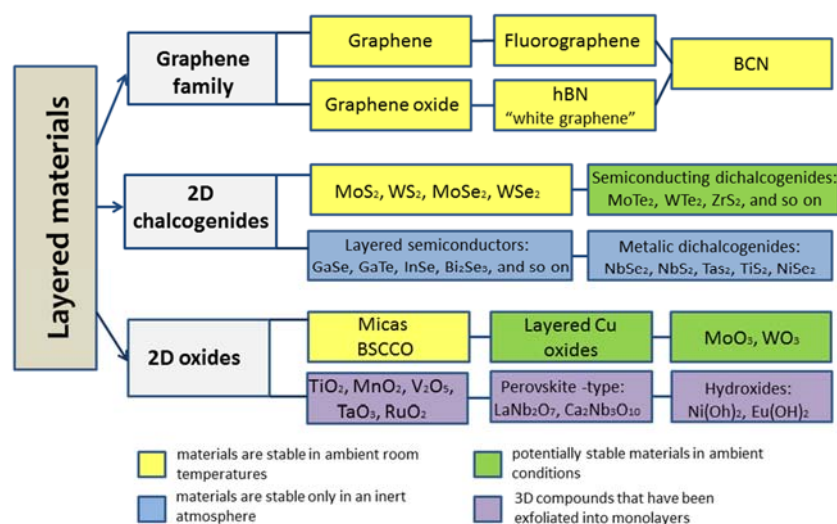 Layered materials
Graphene
family
Graphene
Fluorographene
BCN
Graphene oxide
hBN
“white graphene”
2D
chalcogenides
MoS₂, WS₂, MoSe₂, WSe₂
Semiconducting dichalcogenides:
MoTe₂, WTe₂, ZrS₂, and so on
Layered semiconductors:
GaSe, GaTe, InSe, Bi₂Se₃, and so on
Metalic dichalcogenides:
NbSe₂, NbS₂, Tas₂, TiS₂, NiSe₂
2D oxides
Micas
BSCCO
Layered Cu
oxides
MoO₃, WO₃
TiO₂, MnO₂, V₂O₅,
TaO₃, RuO₂
Perovskite -type:
LaNb₂O₇, Ca₂Nb₃O₁₀
Hydroxides:
Ni(Oh)₂, Eu(OH)₂
materials are stable in ambient room
temperatures
potentially stable materials in ambient
conditions
materials are stable only in an inert
atmosphere
3D compounds that have been
exfoliated into monolayers